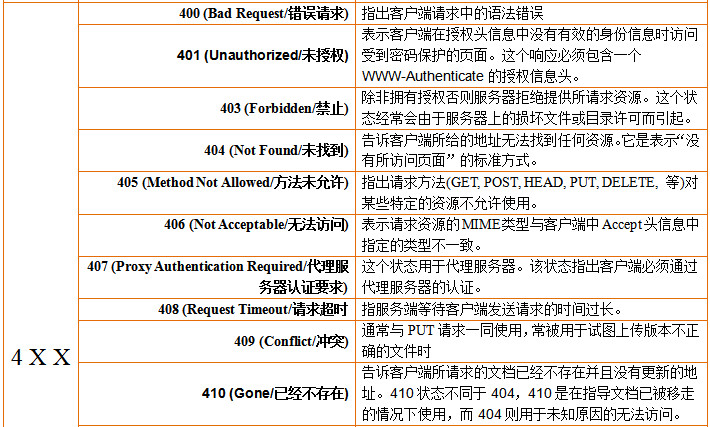 400 (Bad Request/错误请求)
指出客户端请求中的语法错误
401 (Unauthorized/未授权)
表示客户端在授权头信息中没有有效的身份信息时访问
受到密码保护的页面。这个响应必须包含一个
WWW-Authenticate 的授权信息头。
403 (Forbidden/禁止)
除非拥有授权否则服务器拒绝提供所请求资源。这个状
态经常会由于服务器上的损坏文件或目录许可而引起。
404 (Not Found/未找到)
告诉客户端所给的地址无法找到任何资源。它是表示“没
有所访问页面”的标准方式。
405 (Method Not Allowed/方法未允许)
指出请求方法(GET, POST, HEAD, PUT, DELETE, 等)对
某些特定的资源不允许使用。
406 (Not Acceptable/无法访问)
表示请求资源的MIME类型与客户端中Accept头信息中
指定的类型不一致。
407 (Proxy Authentication Required/代理服
务器认证要求)
这个状态用于代理服务器。该状态指出客户端必须通过
代理服务器的认证。
408 (Request Timeout/请求超时
指服务端等待客户端发送请求的时间过长。
409 (Conflict/冲突)
通常与 PUT 请求一同使用，常被用于试图上传版本不正
确的文件时
4XX
410 (Gone/已经不存在)
告诉客户端所请求的文档已经不存在并且没有更新的地
址。410 状态不同于 404，410 是在指导文档已被移走
的情况下使用，而 404 则用于未知原因的无法访问。